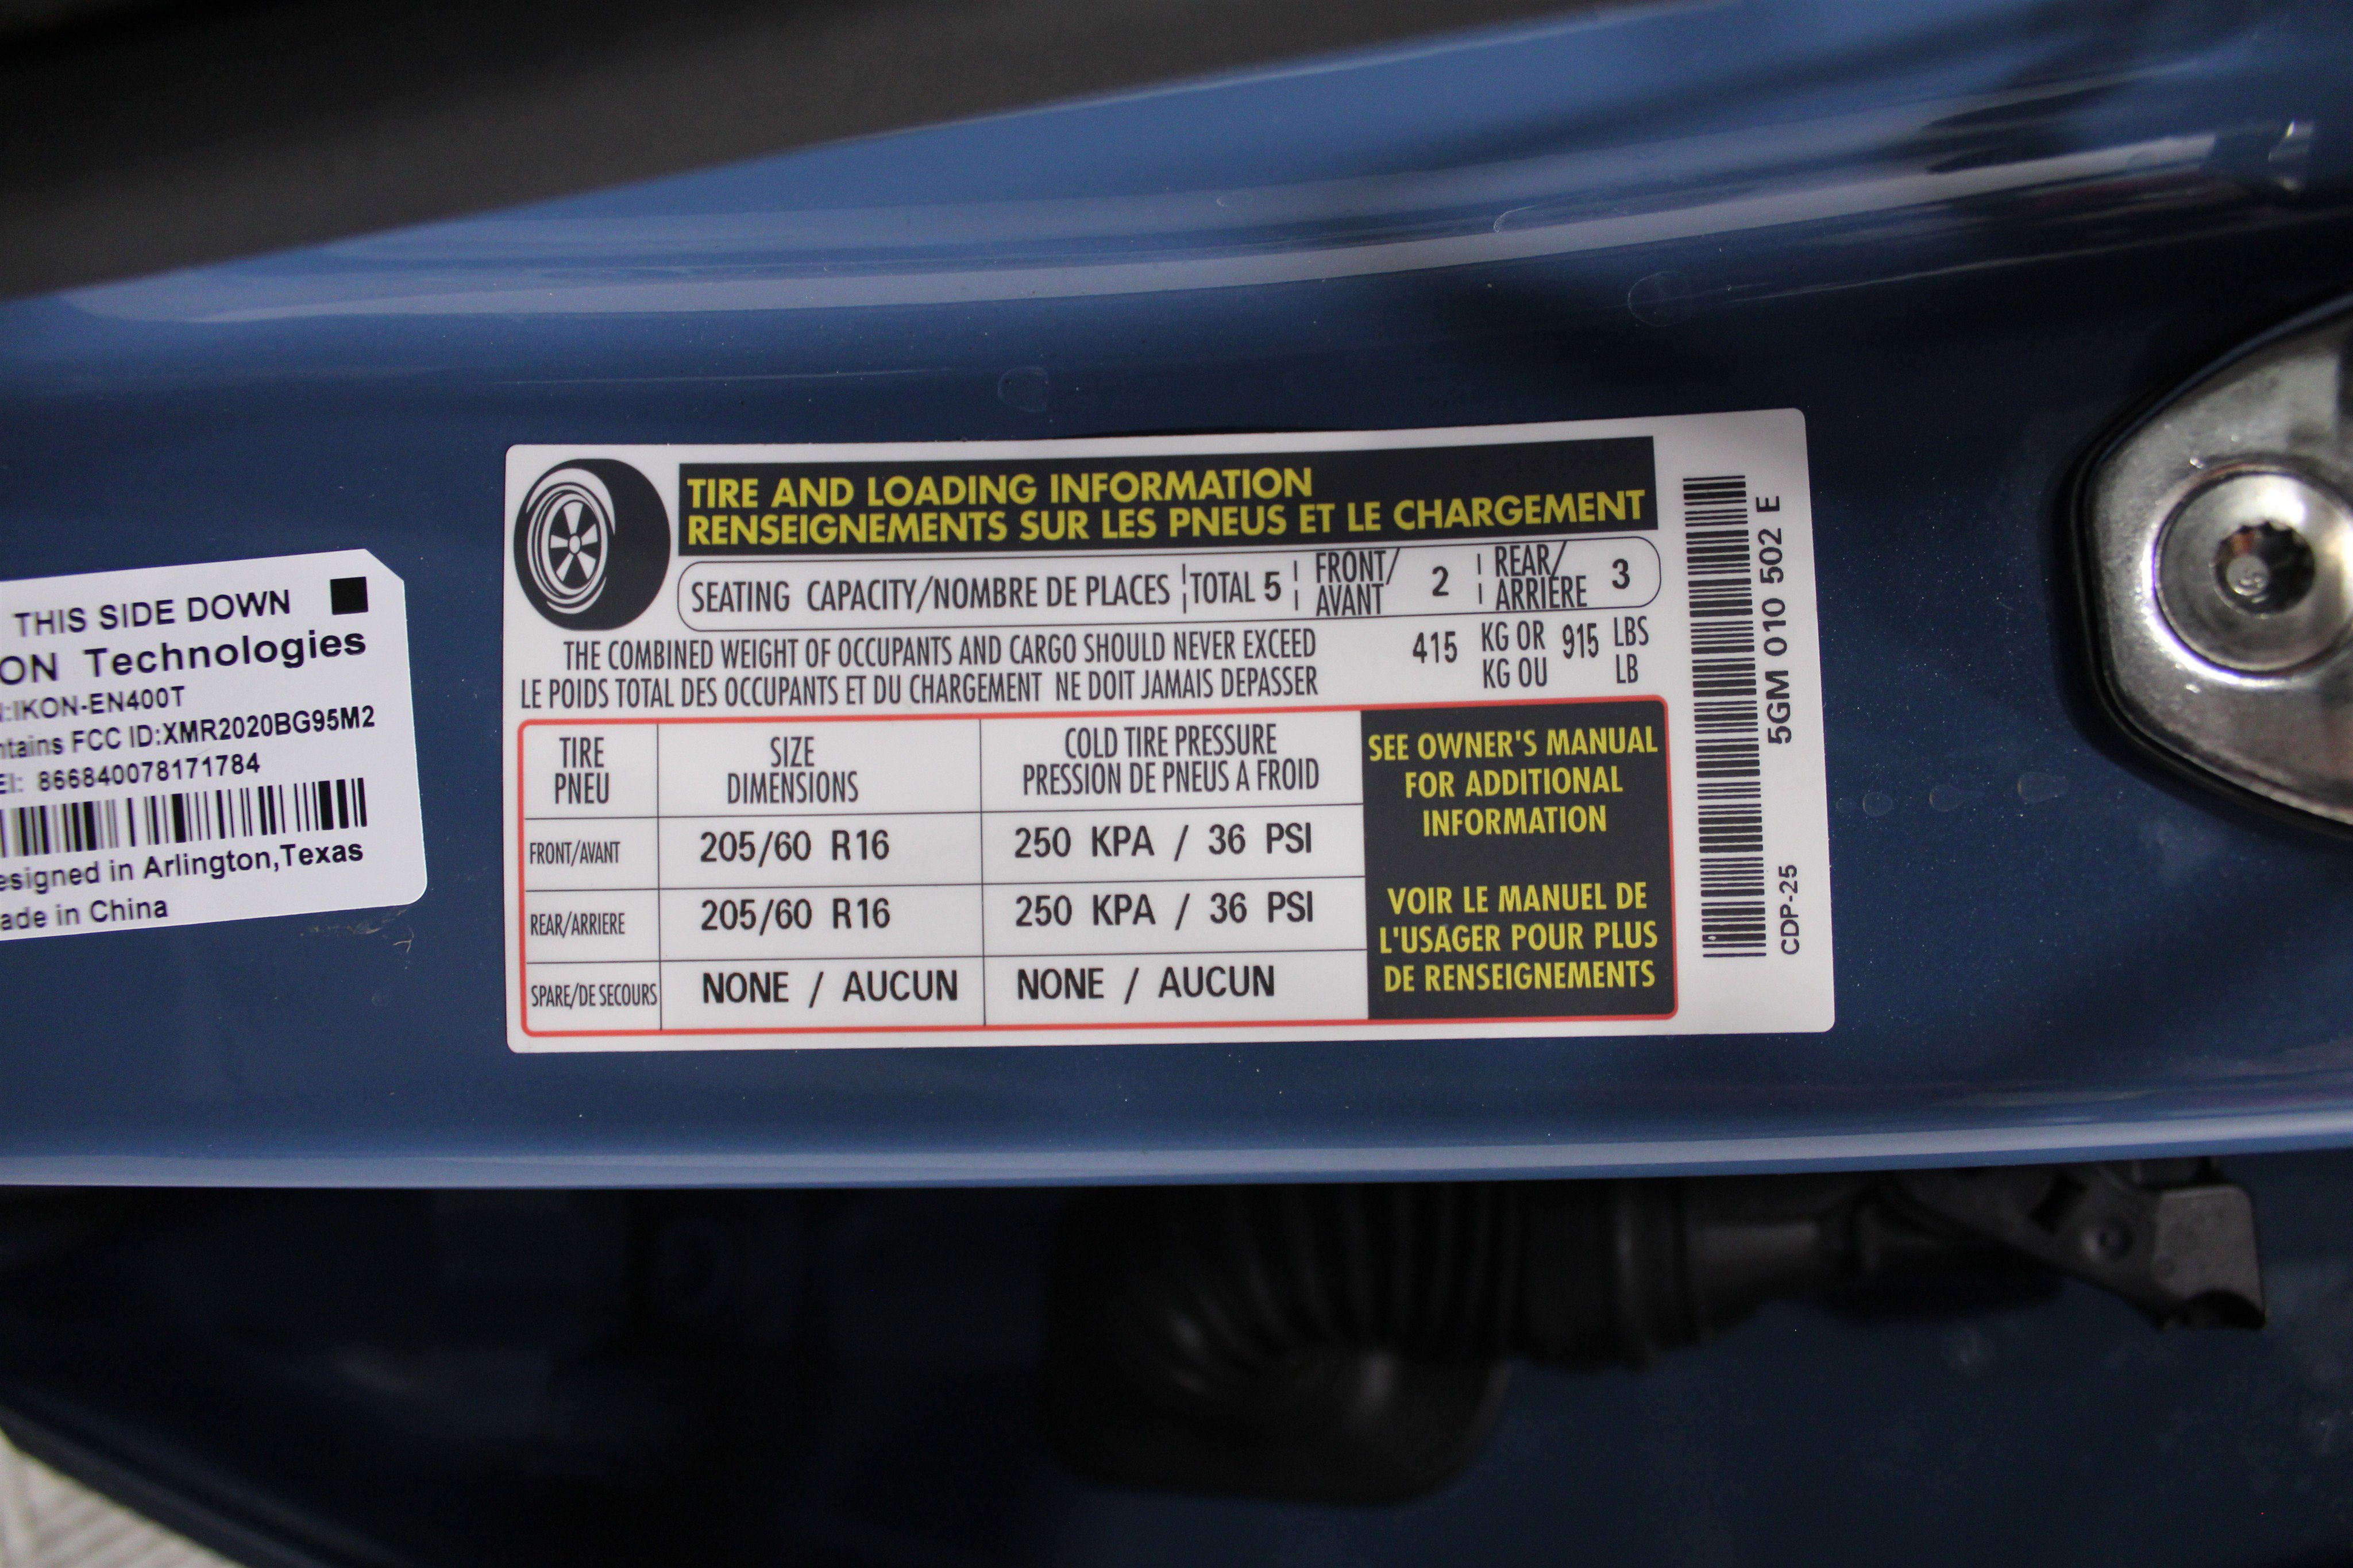 THIS SIDE DOWN
ON Technologies
:IKON-EN400T
ntains FCC ID:XMR2020BG95M2
EI: 866840078171784
esigned in Arlington,Texas
ade in China
TIRE AND LOADING INFORMATION
RENSEIGNEMENTS SUR LES PNEUS ET LE CHARGEMENT
SEATING CAPACITY/NOMBRE DE PLACES TOTAL 5 FRONT/AVANT 2 REAR/ARRIÈRE 3
THE COMBINED WEIGHT OF OCCUPANTS AND CARGO SHOULD NEVER EXCEED 415 KG OR 915 LBS
LE POIDS TOTAL DES OCCUPANTS ET DU CHARGEMENT NE DOIT JAMAIS DEPASSER KG OU LB
TIRE SIZE COLD TIRE PRESSURE
PNEU DIMENSIONS PRESSION DE PNEUS A FROID
FRONT/AVANT 205/60 R16 250 KPA / 36 PSI
REAR/ARRIERE 205/60 R16 250 KPA / 36 PSI
SPARE/DE SECOURS NONE / AUCUN NONE / AUCUN
SEE OWNER'S MANUAL
FOR ADDITIONAL
INFORMATION
VOIR LE MANUEL DE
L'USAGER POUR PLUS
DE RENSEIGNEMENTS
5GM 010 502 E
CDP-25